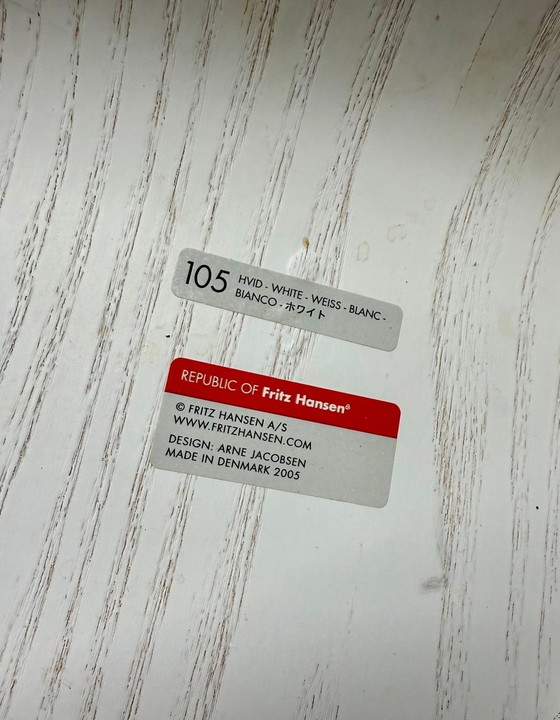 105 HVID - WHITE - WEISS - BLANC -
BIANCO - ホワイト
REPUBLIC OF Fritz Hansen®
© FRITZ HANSEN A/S
WWW.FRITZHANSEN.COM
DESIGN: ARNE JACOBSEN
MADE IN DENMARK 2005